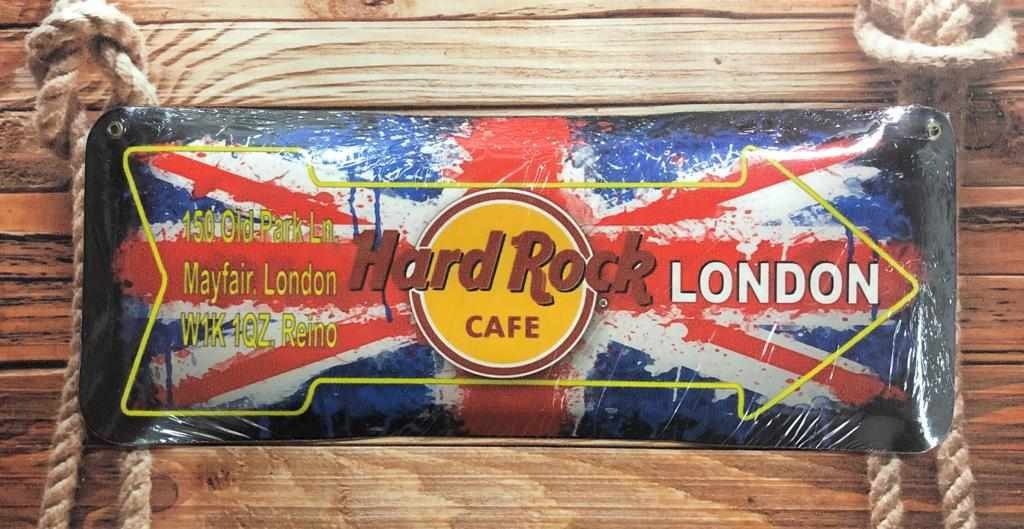 150 Old Park Ln.
Mayfair. London
W1K 1QZ. Reino
Hard Rock
CAFE
®
LONDON